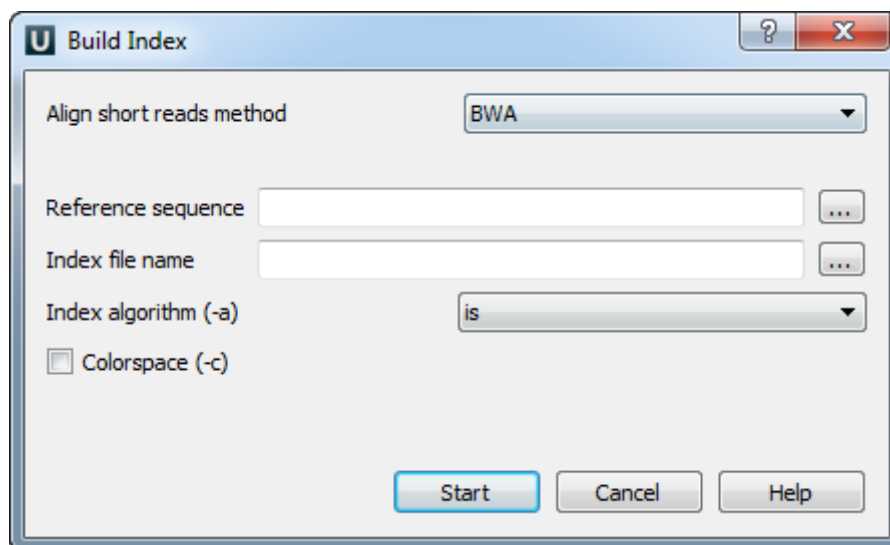 U Build Index ?
Align short reads method BWA
Reference sequence ...
Index file name ...
Index algorithm (-a) is
Colorspace (-c)
Start Cancel Help